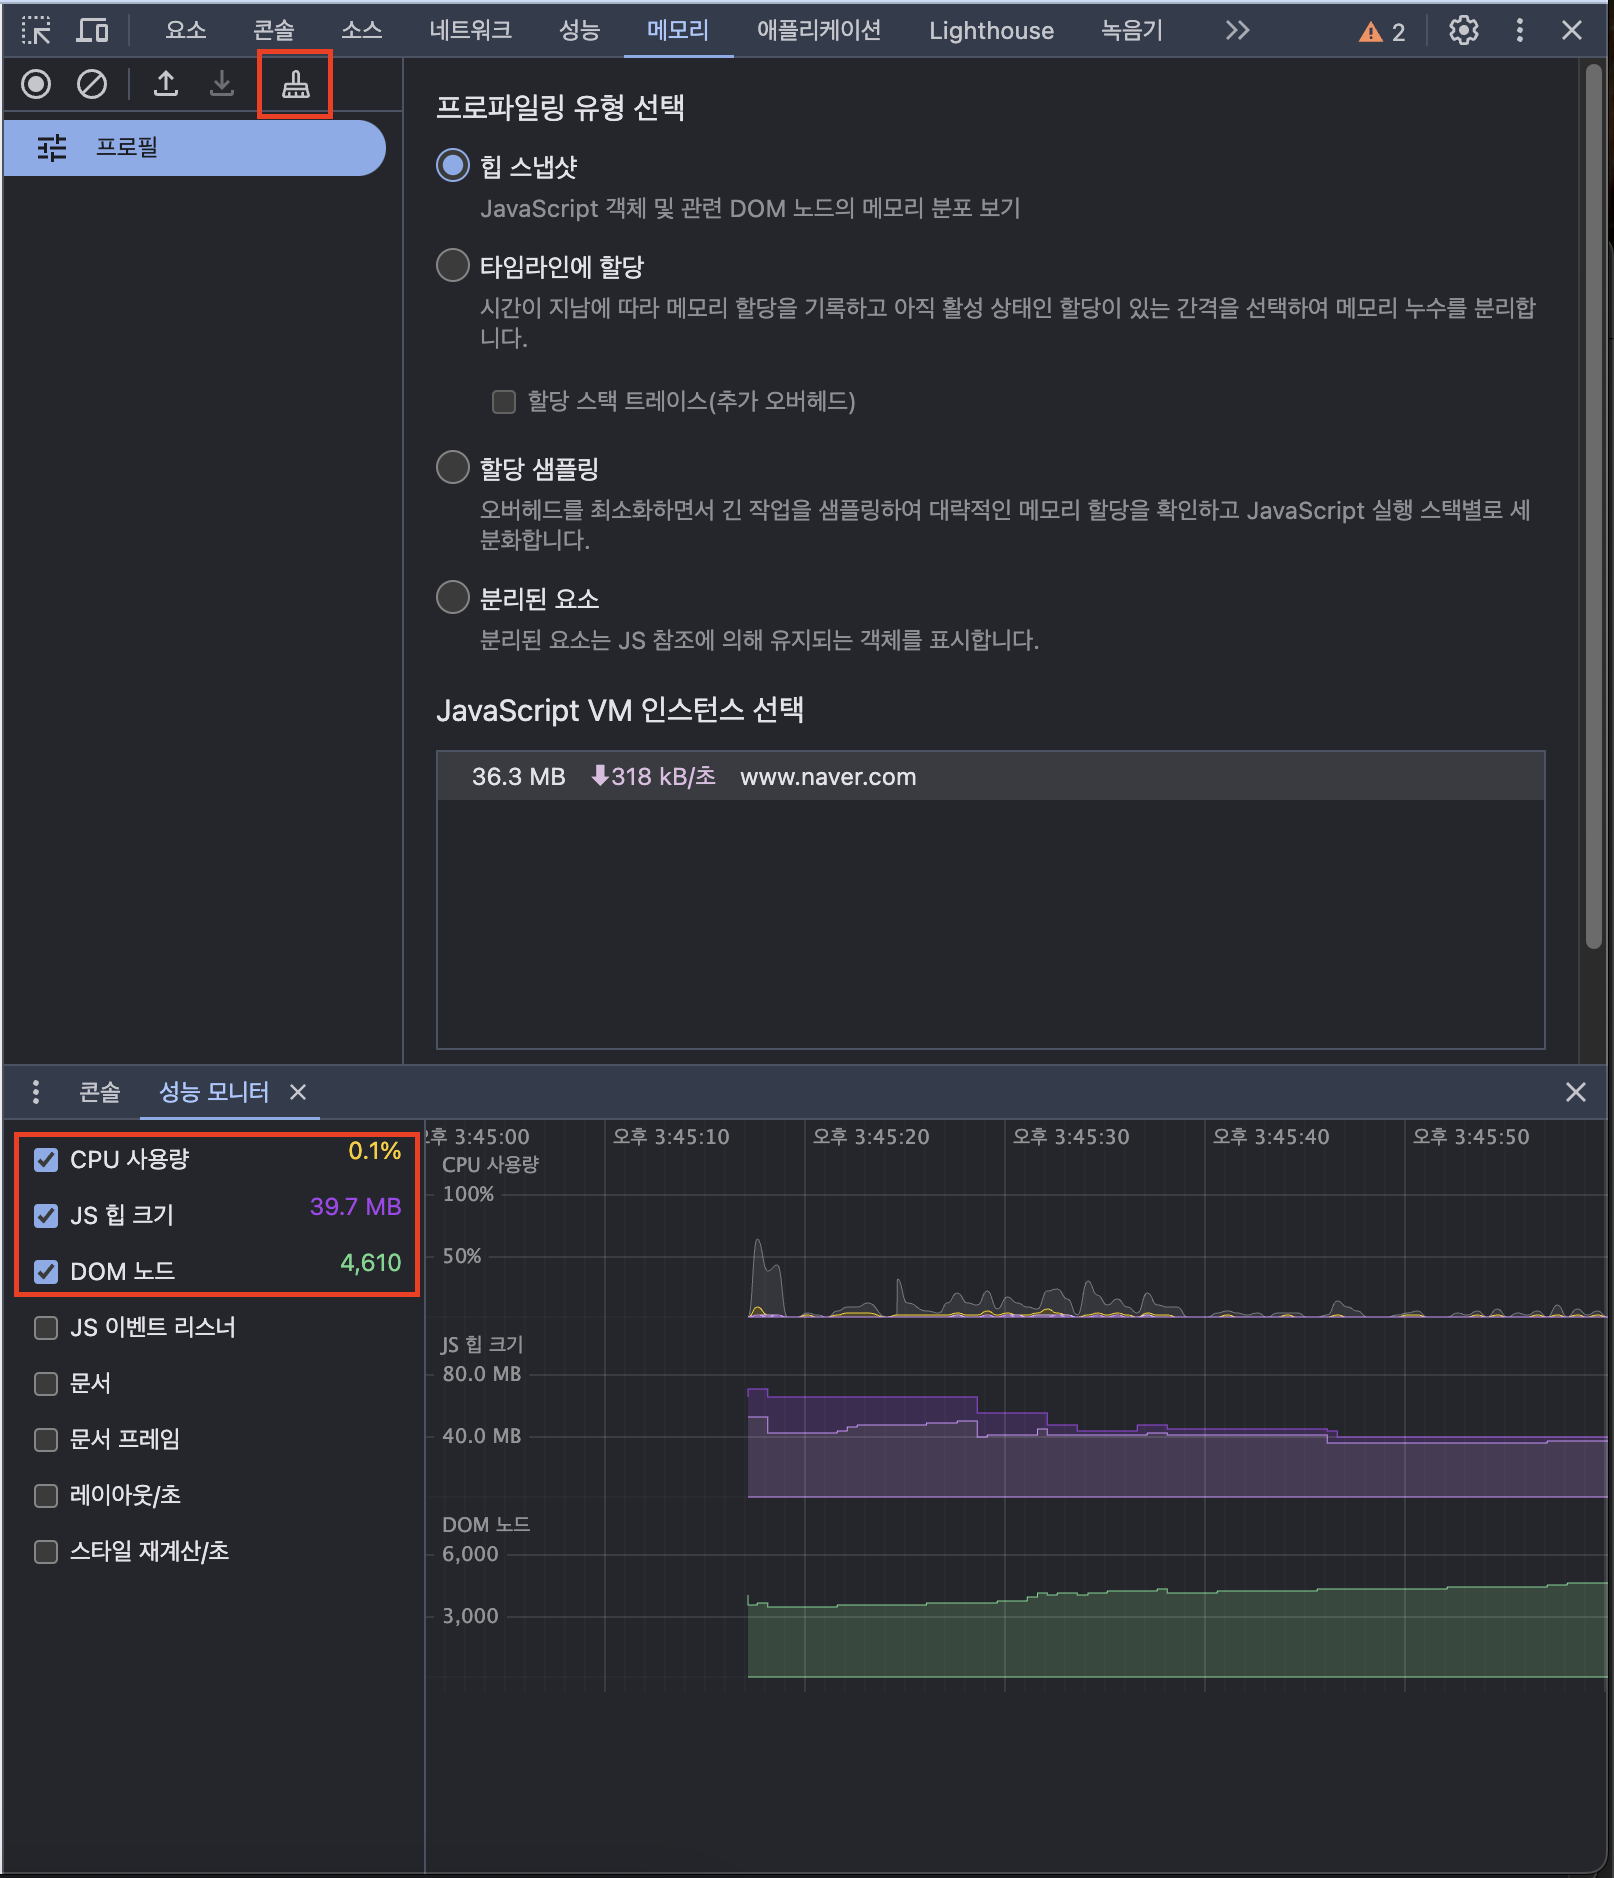 요소 콘솔 소스 네트워크 성능 메모리 애플리케이션 Lighthouse 녹음기 2
프로필
프로파일링 유형 선택
힙 스냅샷
JavaScript 객체 및 관련 DOM 노드의 메모리 분포 보기
타임라인에 할당
시간이 지남에 따라 메모리 할당을 기록하고 아직 활성 상태인 할당이 있는 간격을 선택하여 메모리 누수를 분리합
니다.
할당 스택 트레이스(추가 오버헤드)
할당 샘플링
오버헤드를 최소화하면서 긴 작업을 샘플링하여 대략적인 메모리 할당을 확인하고 JavaScript 실행 스택별로 세
분화합니다.
분리된 요소
분리된 요소는 JS 참조에 의해 유지되는 객체를 표시합니다.
JavaScript VM 인스턴스 선택
36.3 MB 318 kB/초 www.naver.com
콘솔 성능 모니터
CPU 사용량 0.1%
JS 힙 크기 39.7 MB
DOM 노드 4,610
JS 이벤트 리스너
문서
문서 프레임
레이아웃/초
스타일 재계산/초
후 3:45:00 오후 3:45:10 오후 3:45:20 오후 3:45:30 오후 3:45:40 오후 3:45:50
CPU 사용량
100%
50%
JS 힙 크기
80.0 MB
40.0 MB
DOM 노드
6,000
3,000